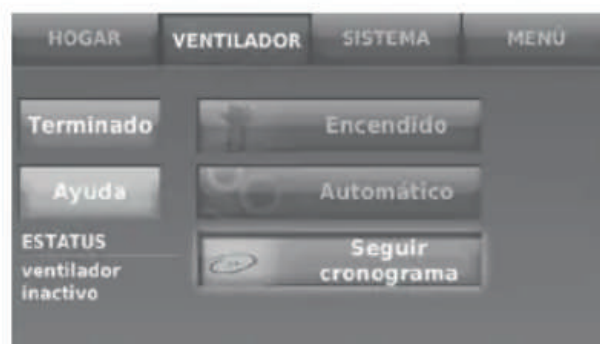 HOGAR VENTILADOR SISTEMA MENÚ
Terminado
Encendido
Ayuda
Automático
ESTATUS
ventilador
inactivo
Seguir
cronograma